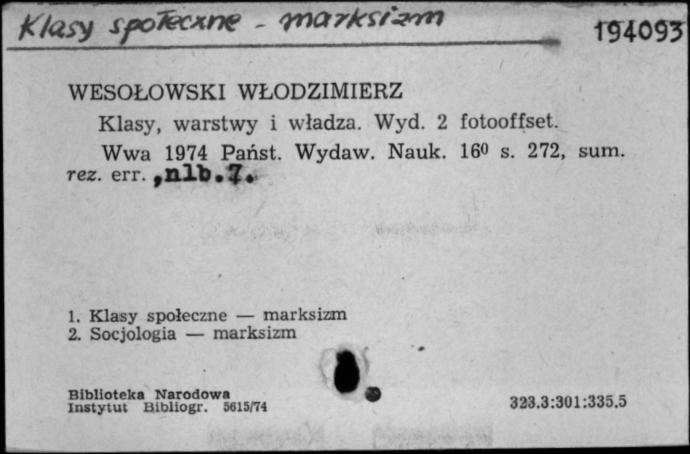 Klasy społeczne - marksizm
194093
WESOŁOWSKI WŁODZIMIERZ
Klasy, warstwy i władza. Wyd. 2 fotooffset.
Wwa 1974 Państ. Wydaw. Nauk. 16⁰ s. 272, sum.
rez. err. ,nlb.7.
1. Klasy społeczne — marksizm
2. Socjologia — marksizm
Biblioteka Narodowa
Instytut Bibliogr. 5615/74
323.3:301:335.5